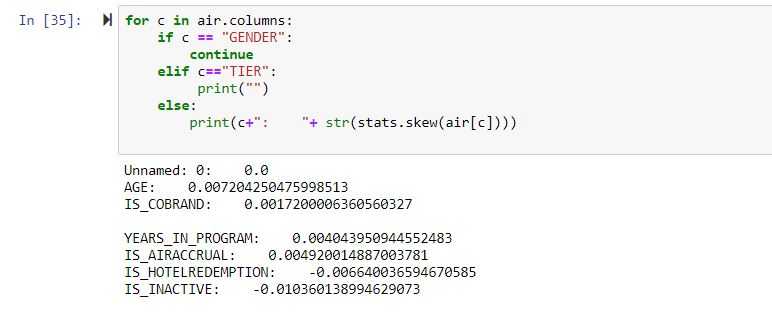 In [35]:
for c in air.columns:
    if c == "GENDER":
        continue
    elif c=="TIER":
         print("")
    else:
        print(c+":    "+ str(stats.skew(air[c])))
Unnamed: 0:    0.0
AGE:    0.007204250475998513
IS_COBRAND:    0.0017200006360560327

YEARS_IN_PROGRAM:    0.004043950944552483
IS_AIRACCRUAL:    0.004920014887003781
IS_HOTELREDEMPTION:    -0.006640036594670585
IS_INACTIVE:    -0.010360138994629073